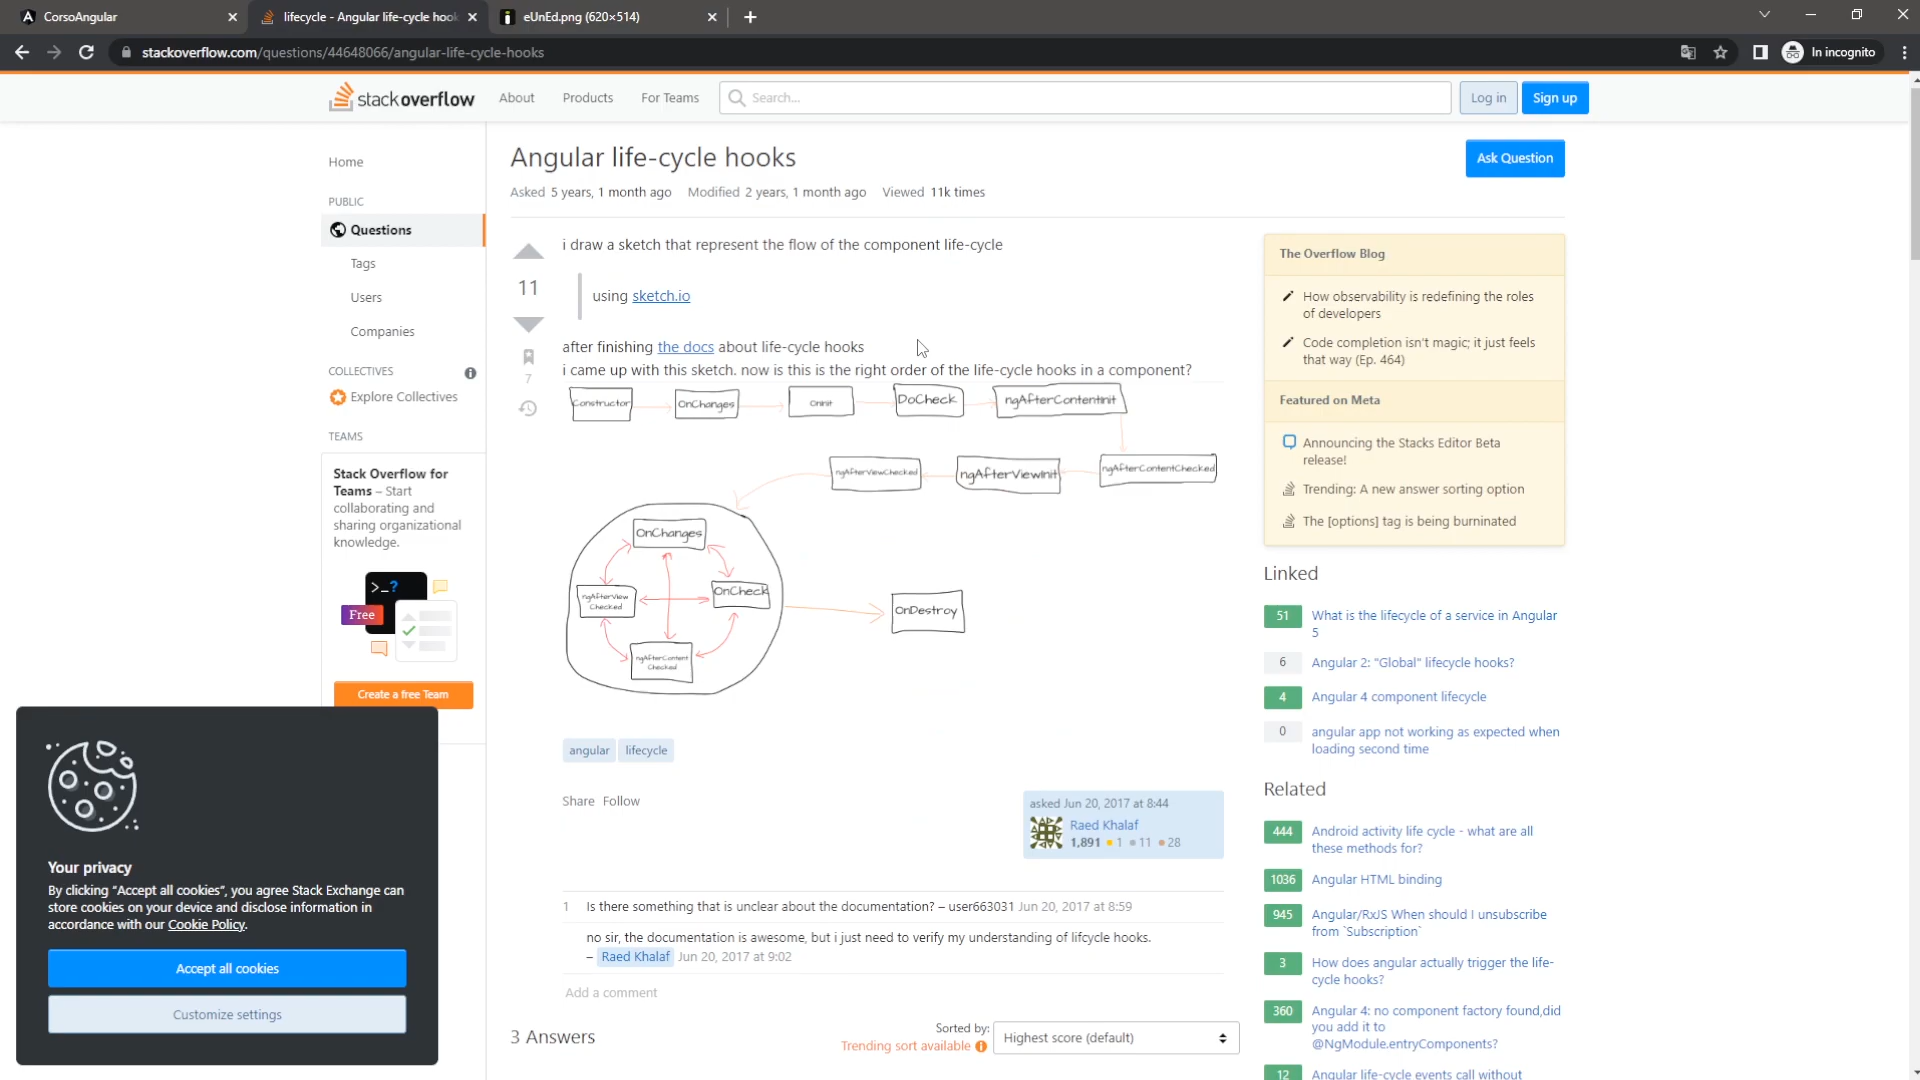 CorsoAngular
lifecycle - Angular life-cycle hook
eUnEd.png (620×514)
stackoverflow.com/questions/44648066/angular-life-cycle-hooks
In incognito
stackoverflow
About
Products
For Teams
Search...
Log in
Sign up
Home
PUBLIC
Questions
Tags
Users
Companies
COLLECTIVES
Explore Collectives
TEAMS
Stack Overflow for
Teams – Start
collaborating and
sharing organizational
knowledge.
>_?
Free
Create a free Team
Angular life-cycle hooks
Ask Question
Asked 5 years, 1 month ago Modified 2 years, 1 month ago Viewed 11k times
11
7
i draw a sketch that represent the flow of the component life-cycle
using sketch.io
after finishing the docs about life-cycle hooks
i came up with this sketch. now is this is the right order of the life-cycle hooks in a component?
Constructor
OnChanges
OnInit
DoCheck
ngAfterContentInit
ngAfterViewChecked
ngAfterViewInit
ngAfterContentChecked
OnChanges
ngAfterView
Checked
OnCheck
ngAfterContent
Checked
OnDestroy
angular
lifecycle
Share Follow
asked Jun 20, 2017 at 8:44
Raed Khalaf
1,891 1 11 28
1 Is there something that is unclear about the documentation? – user663031 Jun 20, 2017 at 8:59
no sir, the documentation is awesome, but i just need to verify my understanding of lifcycle hooks.
– Raed Khalaf Jun 20, 2017 at 9:02
Add a comment
3 Answers
Sorted by:
Trending sort available
Highest score (default)
The Overflow Blog
How observability is redefining the roles
of developers
Code completion isn't magic; it just feels
that way (Ep. 464)
Featured on Meta
Announcing the Stacks Editor Beta
release!
Trending: A new answer sorting option
The [options] tag is being burninated
Linked
51 What is the lifecycle of a service in Angular
5
6 Angular 2: "Global" lifecycle hooks?
4 Angular 4 component lifecycle
0 angular app not working as expected when
loading second time
Related
444 Android activity life cycle - what are all
these methods for?
1036 Angular HTML binding
945 Angular/RxJS When should I unsubscribe
from `Subscription`
3 How does angular actually trigger the life-
cycle hooks?
360 Angular 4: no component factory found,did
you add it to
@NgModule.entryComponents?
12 Angular life-cycle events call without
Your privacy
By clicking "Accept all cookies", you agree Stack Exchange can
store cookies on your device and disclose information in
accordance with our Cookie Policy.
Accept all cookies
Customize settings